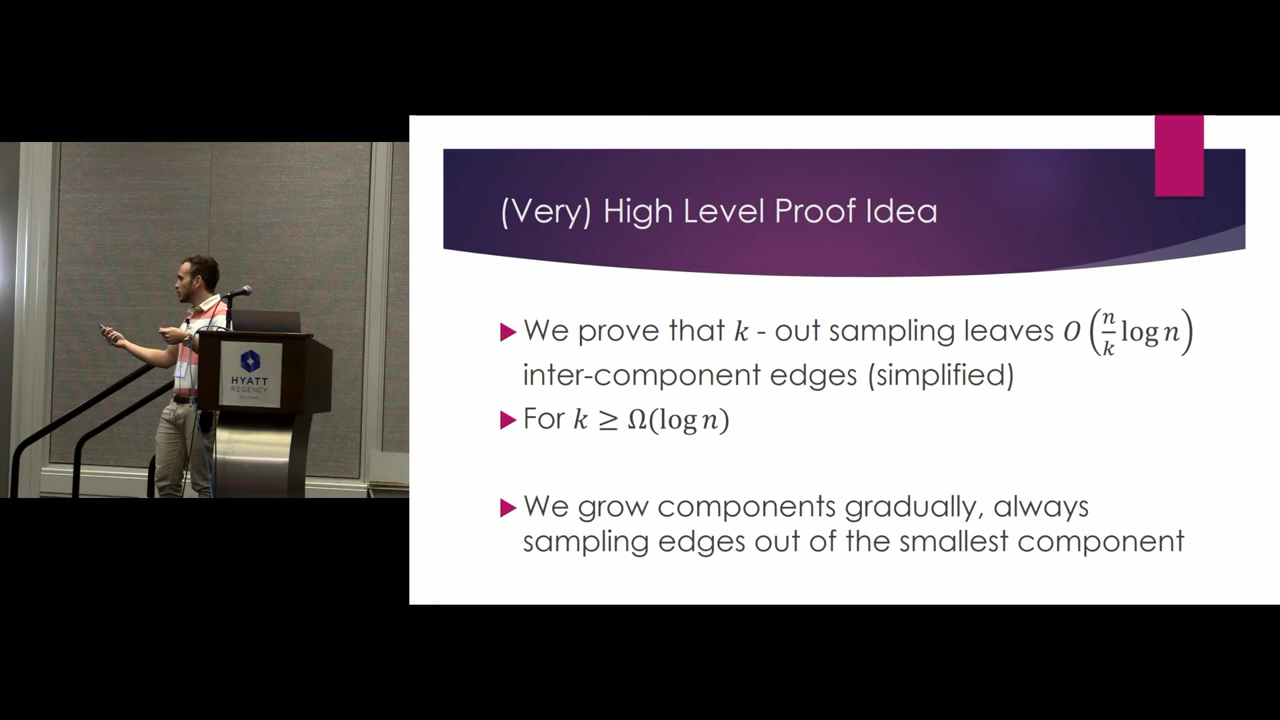 (Very) High Level Proof Idea
▶ We prove that k - out sampling leaves O(n/k log n)
inter-component edges (simplified)
▶ For k ≥ Ω(log n)
▶ We grow components gradually, always
sampling edges out of the smallest component
HYATT
REGENCY